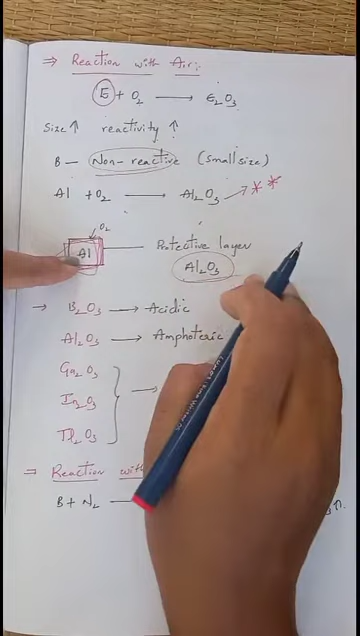 ⇒ Reaction with Air:
E + O₂ → E₂O₃
Size ↑ reactivity ↑
B — Non-reactive (small size)
Al + O₂ → Al₂O₃ → * *
O₂
Al — Protective layer
Al₂O₃
→ B₂O₃ → Acidic
Al₂O₃ → Amphoteric
Ga₂O₃
In₂O₃ } →
Tl₂O₃
⇒ Reaction with
B + N₂ —